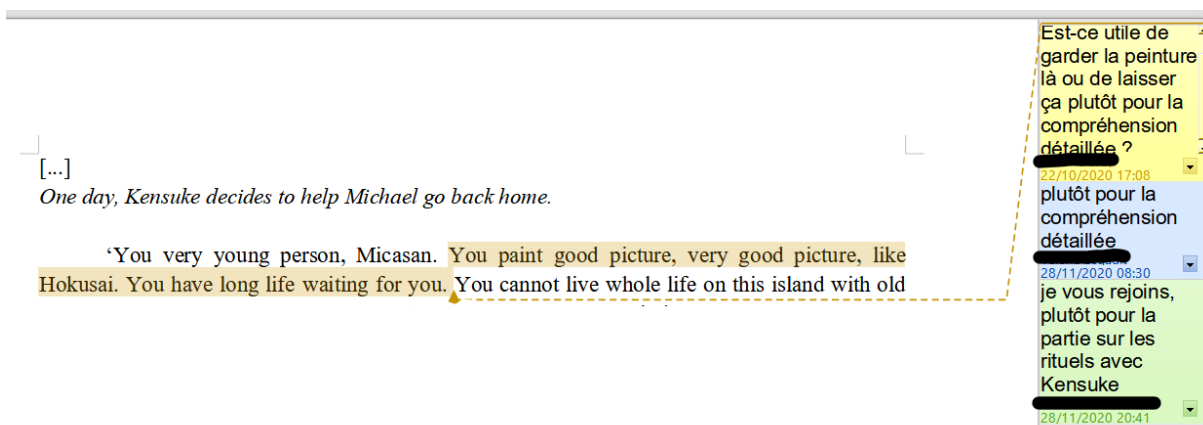 [...]
One day, Kensuke decides to help Michael go back home.
‘You very young person, Micasan. You paint good picture, very good picture, like
Hokusai. You have long life waiting for you. You cannot live whole life on this island with old
Est-ce utile de
garder la peinture
là ou de laisser
ça plutôt pour la
compréhension
détaillée ?
22/10/2020 17:08
plutôt pour la
compréhension
détaillée
28/11/2020 08:30
je vous rejoins,
plutôt pour la
partie sur les
rituels avec
Kensuke
28/11/2020 20:41